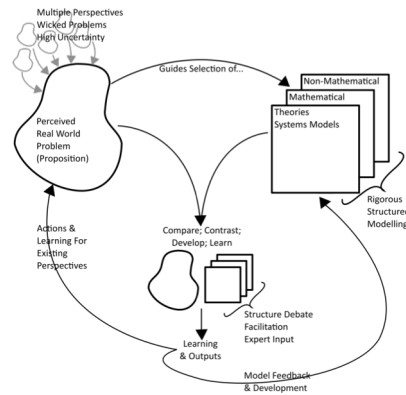 Multiple Perspectives
Wicked Problems
High Uncertainty
Guides Selection of...
Non-Mathematical
Mathematical
Theories
Systems Models
Perceived
Real World
Problem
(Proposition)
Rigorous
Structured
Modelling
Actions &
Learning For
Existing
Perspectives
Compare; Contrast;
Develop; Learn
Structure Debate
Facilitation
Expert Input
Learning
& Outputs
Model Feedback
& Development